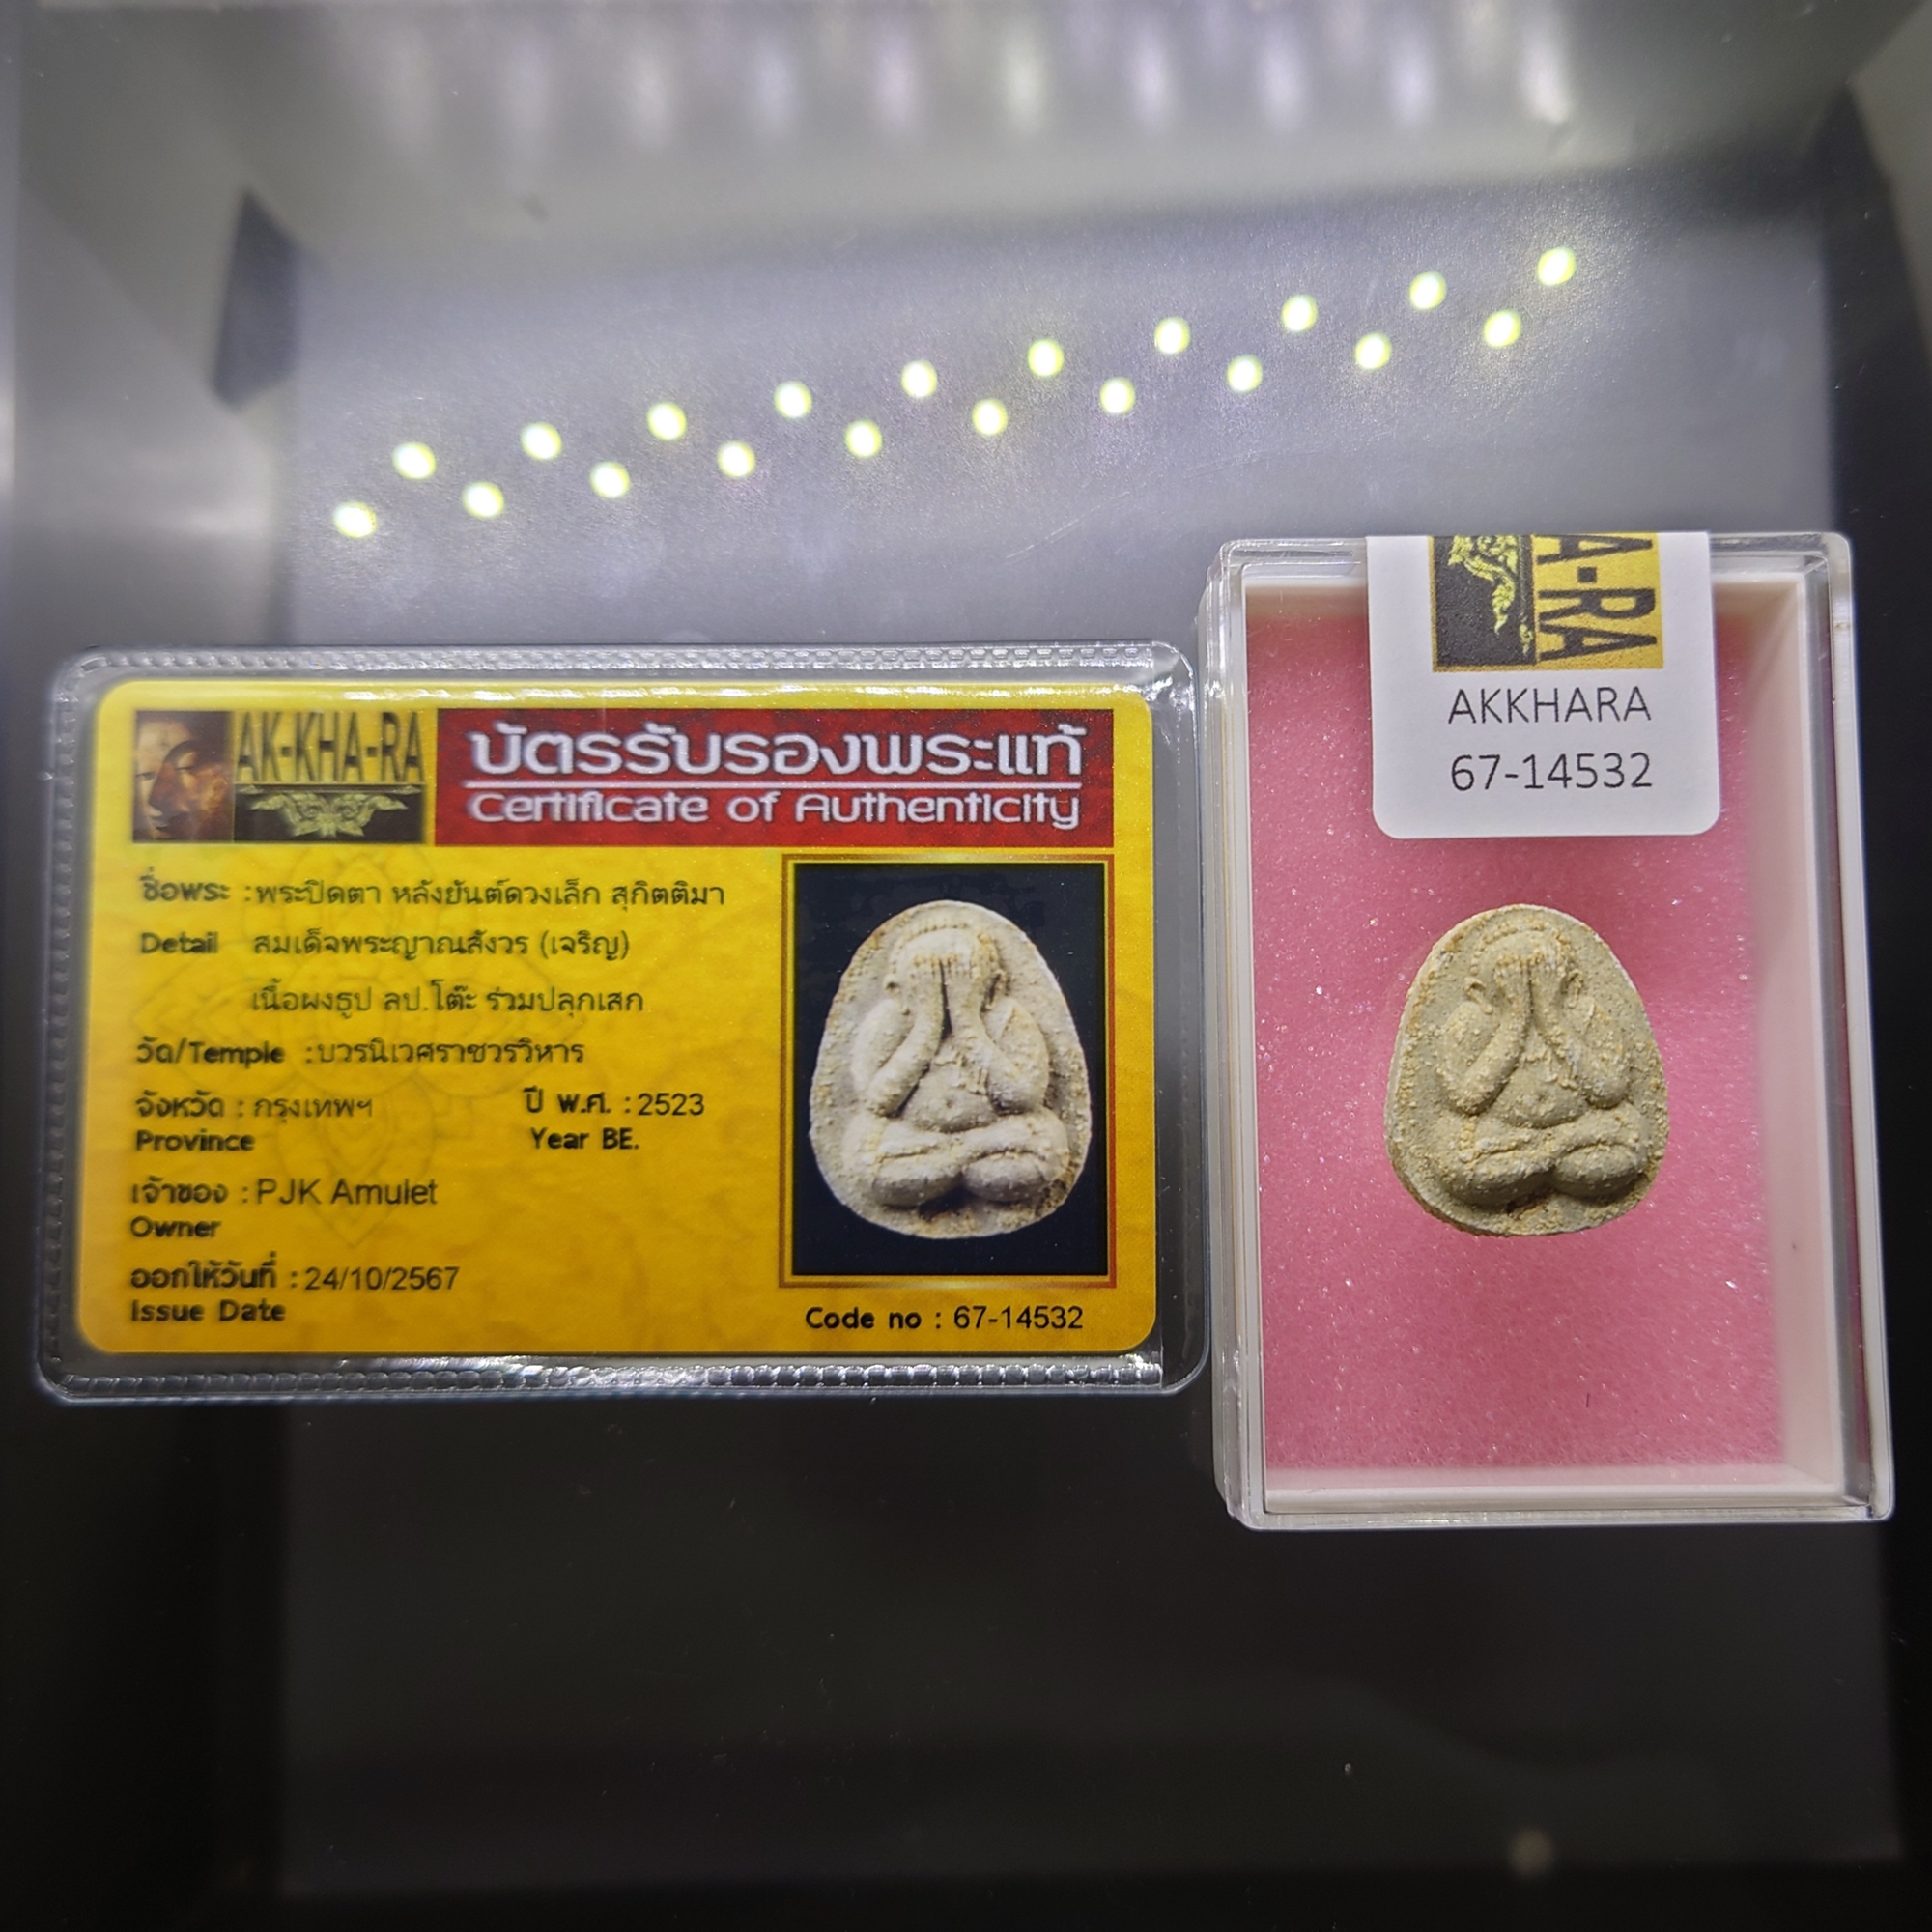 AK-KHA-RA
บัตรรับรองพระแท้
Certificate of Authenticity
ชื่อพระ : พระปิดตา หลังยันต์ดวงเล็ก สุกิตติมา
Detail สมเด็จพระญาณสังวร (เจริญ)
เนื้อผงธูป ลป.โต๊ะ ร่วมปลุกเสก
วัด/Temple : บวรนิเวศราชวรวิหาร
จังหวัด : กรุงเทพฯ ปี พ.ศ. : 2523
Province Year BE.
เจ้าของ : PJK Amulet
Owner
ออกให้วันที่ : 24/10/2567
Issue Date
Code no : 67-14532
A-RA
AKKHARA
67-14532